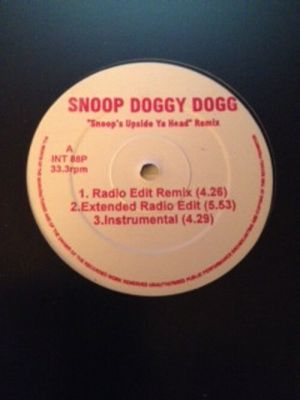 SNOOP DOGGY DOGG
"Snoop's Upside Ya Head" Remix
A
INT 88P
33.3rpm
1. Radio Edit Remix (4.26)
2.Extended Radio Edit (5.53)
3.Instrumental (4.29)